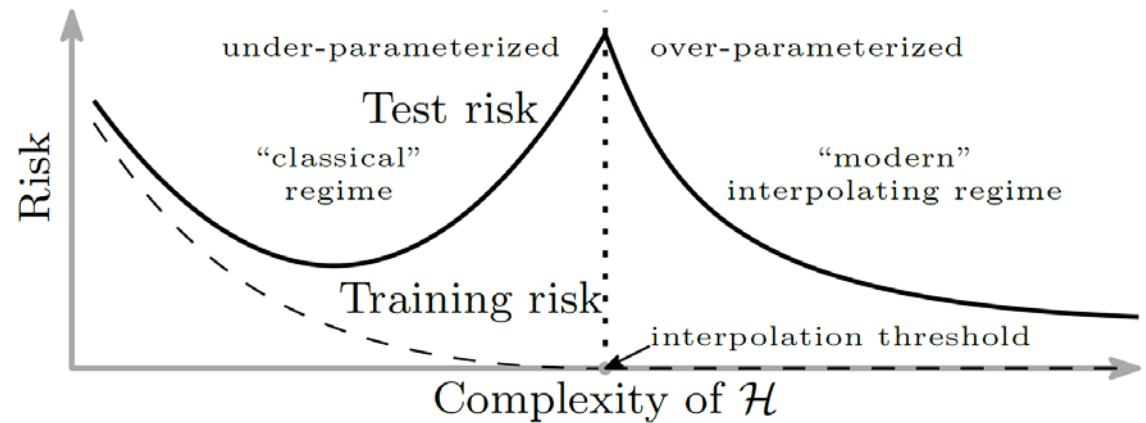 under-parameterized
over-parameterized
Test risk
“classical”
regime
“modern”
interpolating regime
Risk
Training risk
interpolation threshold
Complexity of ℋ